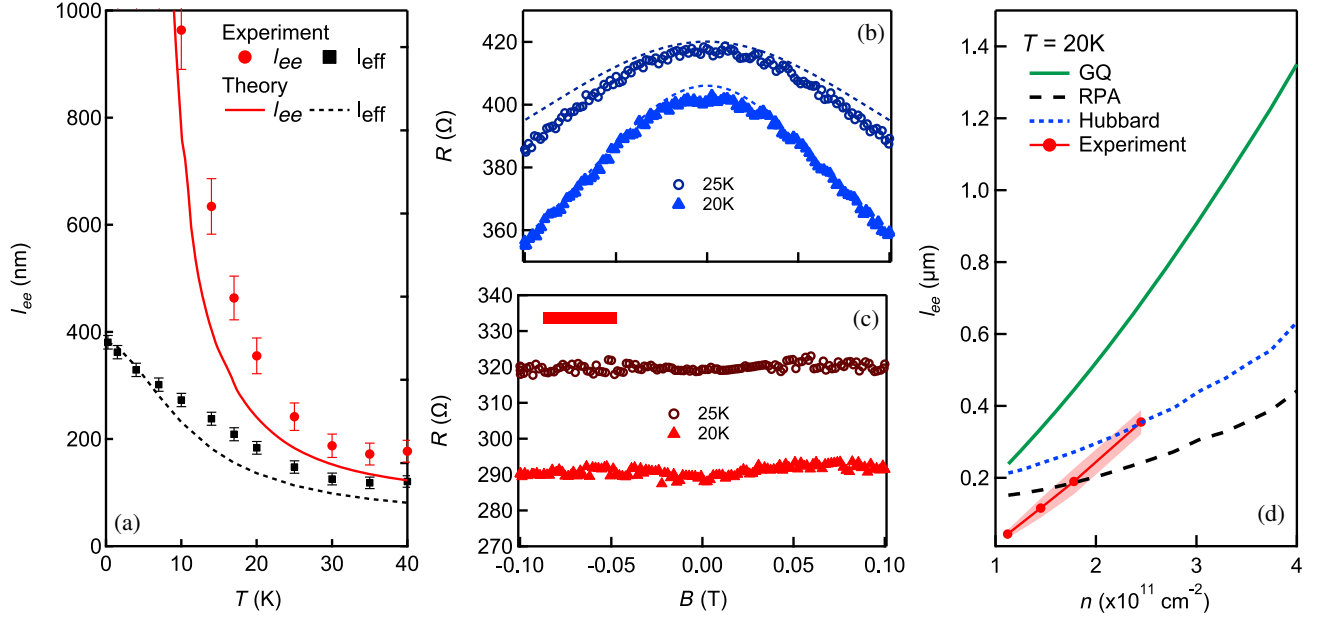 1000
800
600
400
200
0
l_ee (nm)
Experiment
l_ee l_eff
Theory
l_ee l_eff
(a)
0 10 20 30 40
T (K)
420
400
380
360
R (Ω)
(b)
25K
20K
340
330
320
310
300
290
280
270
R (Ω)
(c)
25K
20K
-0.10 -0.05 0.00 0.05 0.10
B (T)
1.4
1.2
1.0
0.8
0.6
0.4
0.2
0.0
l_ee (μm)
T = 20K
GQ
RPA
Hubbard
Experiment
(d)
1 2 3 4
n (x10^11 cm^-2)